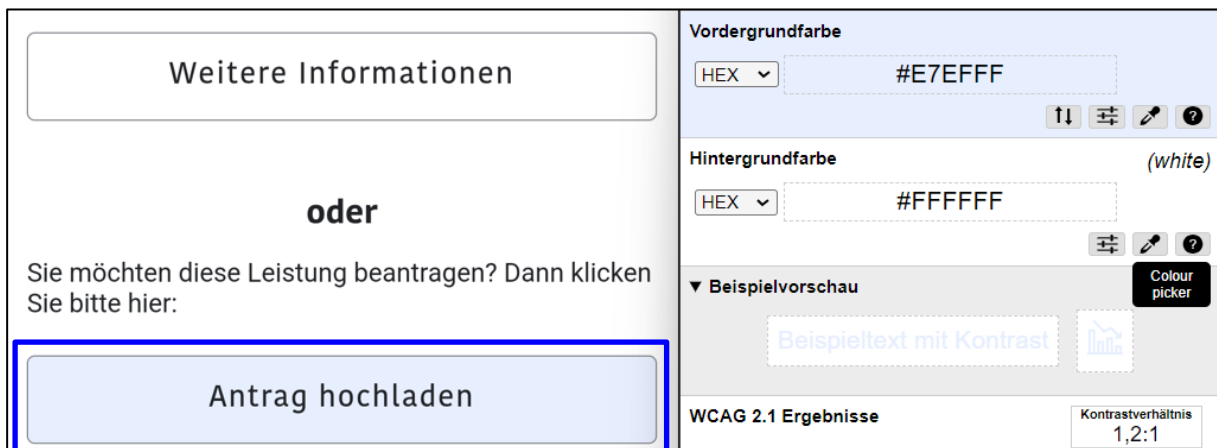 Weitere Informationen
oder
Sie möchten diese Leistung beantragen? Dann klicken
Sie bitte hier:
Antrag hochladen
Vordergrundfarbe
HEX
#E7EFFF
Hintergrundfarbe
(white)
HEX
#FFFFFF
Colour
picker
▼ Beispielvorschau
Beispieltext mit Kontrast
WCAG 2.1 Ergebnisse
Kontrastverhältnis
1,2:1